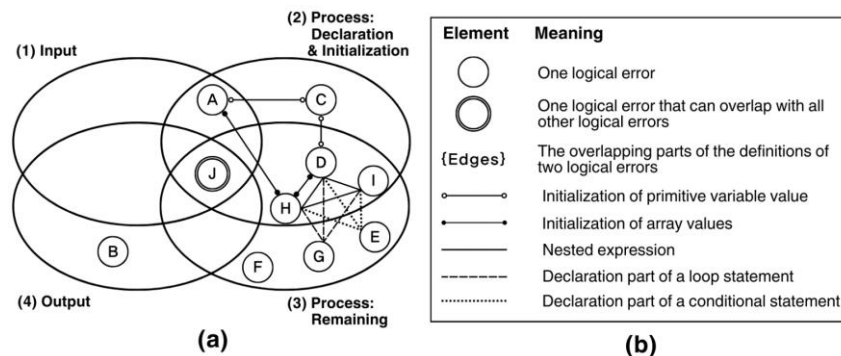 (1) Input
(2) Process:
Declaration
& Initialization)
A
C
J
D
I
H
E
B
F
G
(4) Output
(3) Process:
Remaining
(a)
Element Meaning
One logical error
One logical error that can overlap with all
other logical errors
{Edges} The overlapping parts of the definitions of
two logical errors
Initialization of primitive variable value
Initialization of array values
Nested expression
Declaration part of a loop statement
Declaration part of a conditional statement
(b)